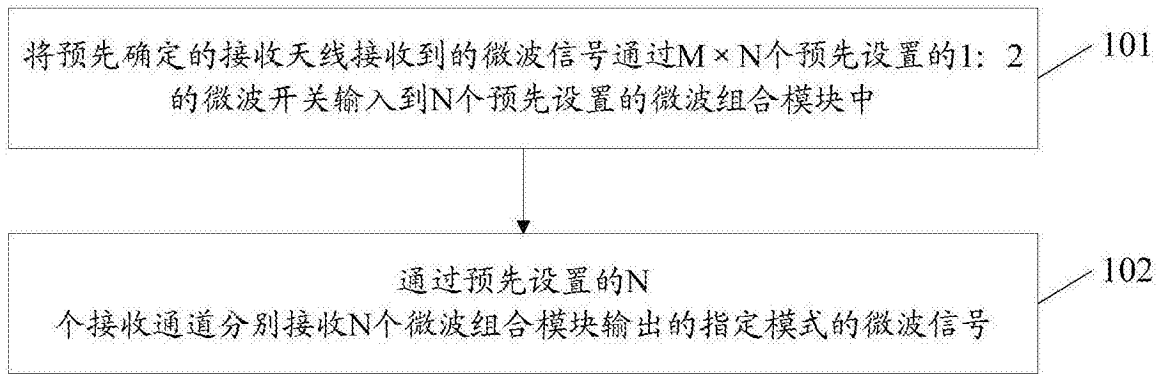 将预先确定的接收天线接收到的微波信号通过M × N个预先设置的1：2
的微波开关输入到N个预先设置的微波组合模块中
101
通过预先设置的N
个接收通道分别接收N个微波组合模块输出的指定模式的微波信号
102